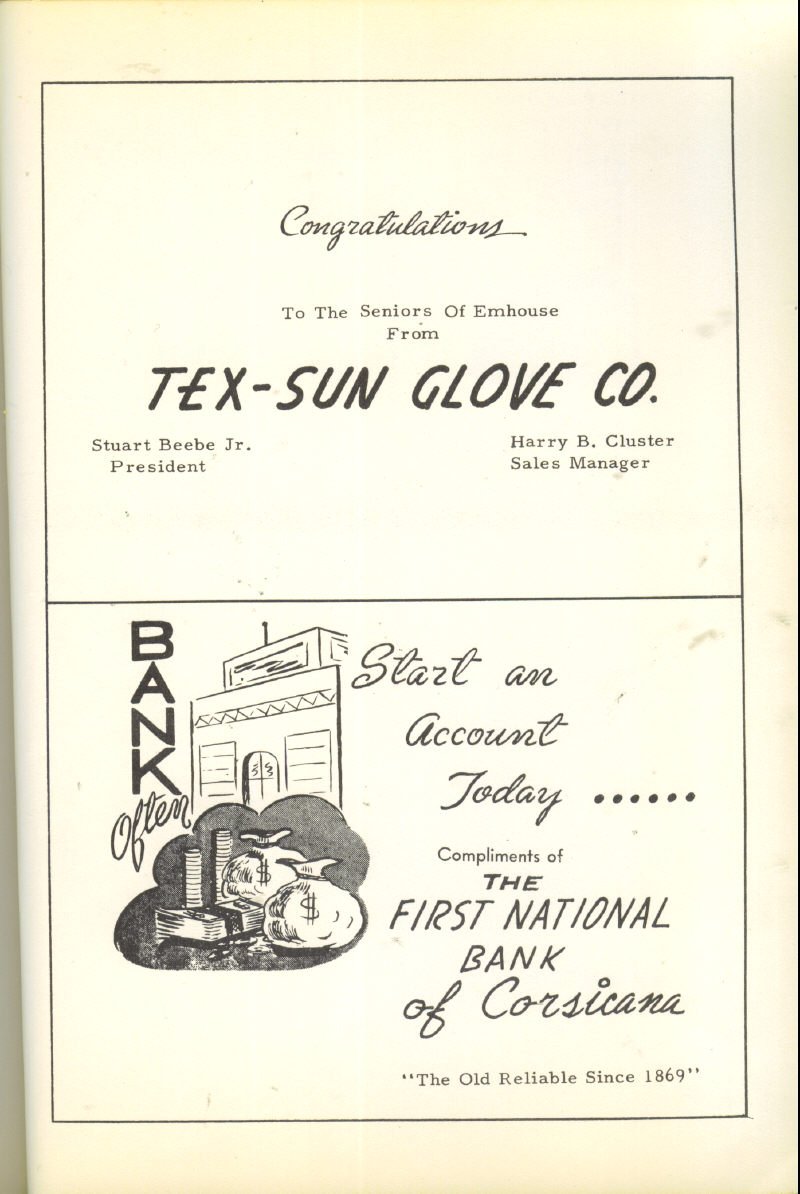 Congratulations
To The Seniors Of Emhouse
From
TEX-SUN GLOVE CO.
Stuart Beebe Jr.
President
Harry B. Cluster
Sales Manager
BANK
Often
$
$
Start an
Account
Today ......
Compliments of
THE
FIRST NATIONAL
BANK
of Corsicana
"The Old Reliable Since 1869"